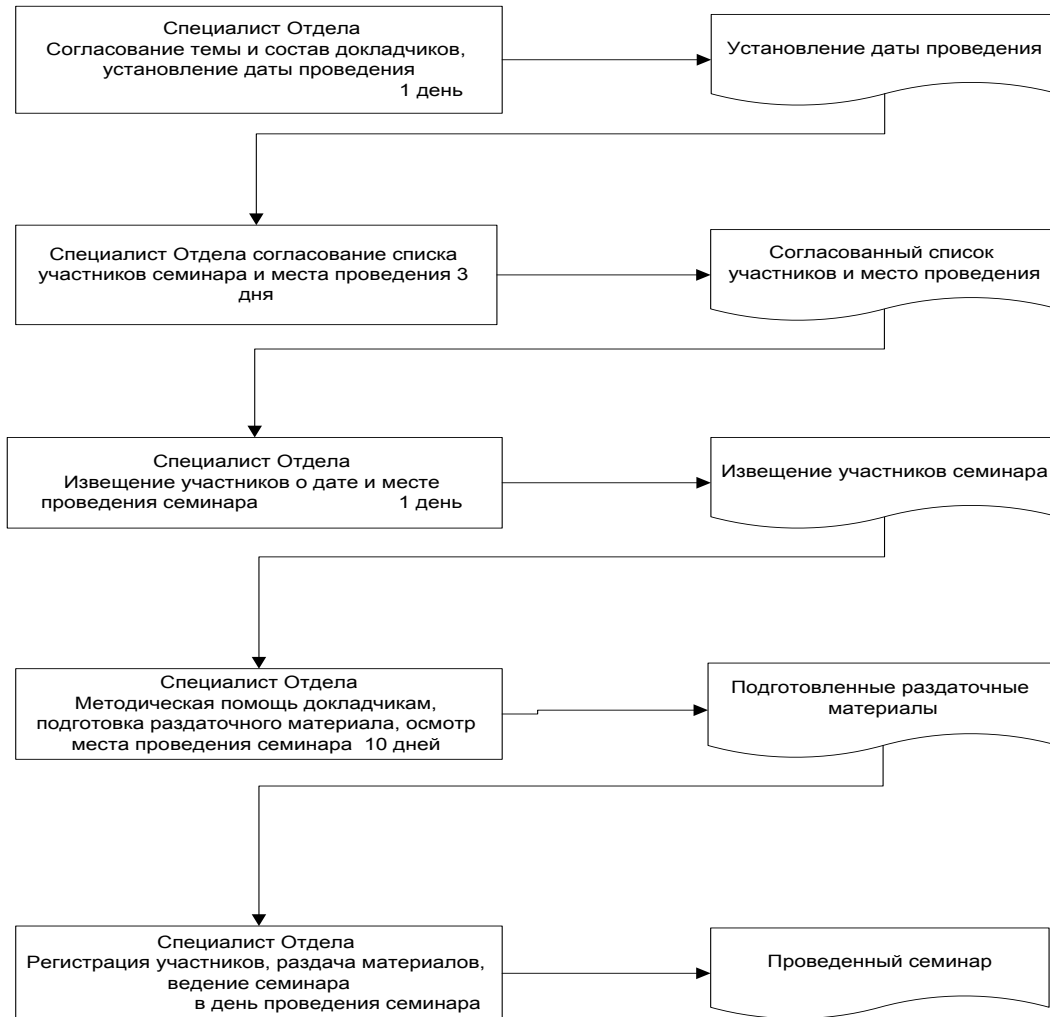 Специалист Отдела
Согласование темы и состав докладчиков,
установление даты проведения
1 день
Установление даты проведения
Специалист Отдела согласование списка
участников семинара и места проведения 3
дня
Согласованный список
участников и место проведения
Специалист Отдела
Извещение участников о дате и месте
проведения семинара 1 день
Извещение участников семинара
Специалист Отдела
Методическая помощь докладчикам,
подготовка раздаточного материала, осмотр
места проведения семинара 10 дней
Подготовленные раздаточные
материалы
Специалист Отдела
Регистрация участников, раздача материалов,
ведение семинара
в день проведения семинара
Проведенный семинар